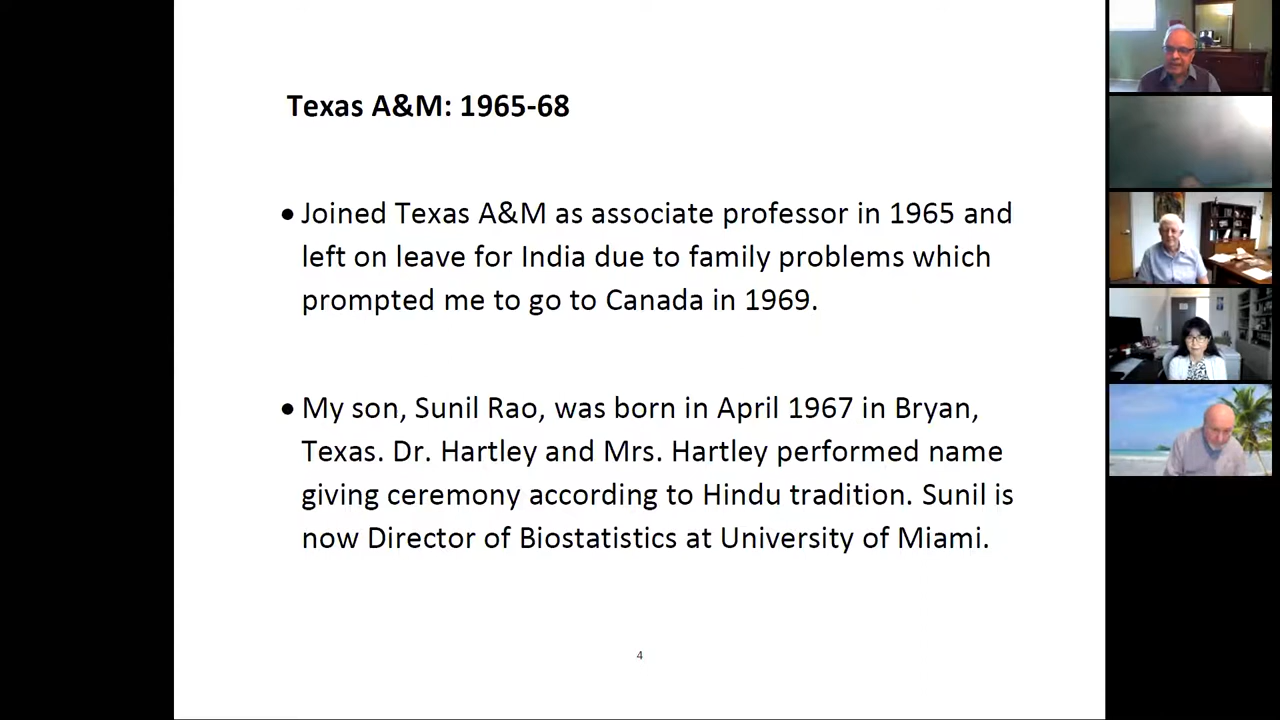 Texas A&M: 1965-68
• Joined Texas A&M as associate professor in 1965 and
left on leave for India due to family problems which
prompted me to go to Canada in 1969.
• My son, Sunil Rao, was born in April 1967 in Bryan,
Texas. Dr. Hartley and Mrs. Hartley performed name
giving ceremony according to Hindu tradition. Sunil is
now Director of Biostatistics at University of Miami.
4